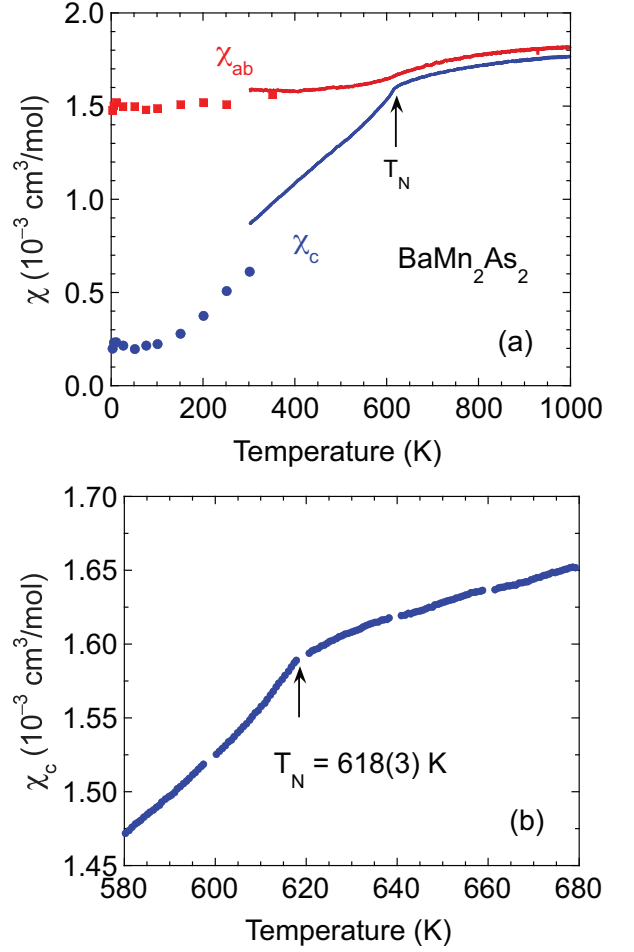 2.0
1.5
1.0
0.5
0.0
χ (10⁻³ cm³/mol)
χab
χc
TN
BaMn₂As₂
(a)
0 200 400 600 800 1000
Temperature (K)
1.70
1.65
1.60
1.55
1.50
1.45
χc (10⁻³ cm³/mol)
TN = 618(3) K
(b)
580 600 620 640 660 680
Temperature (K)